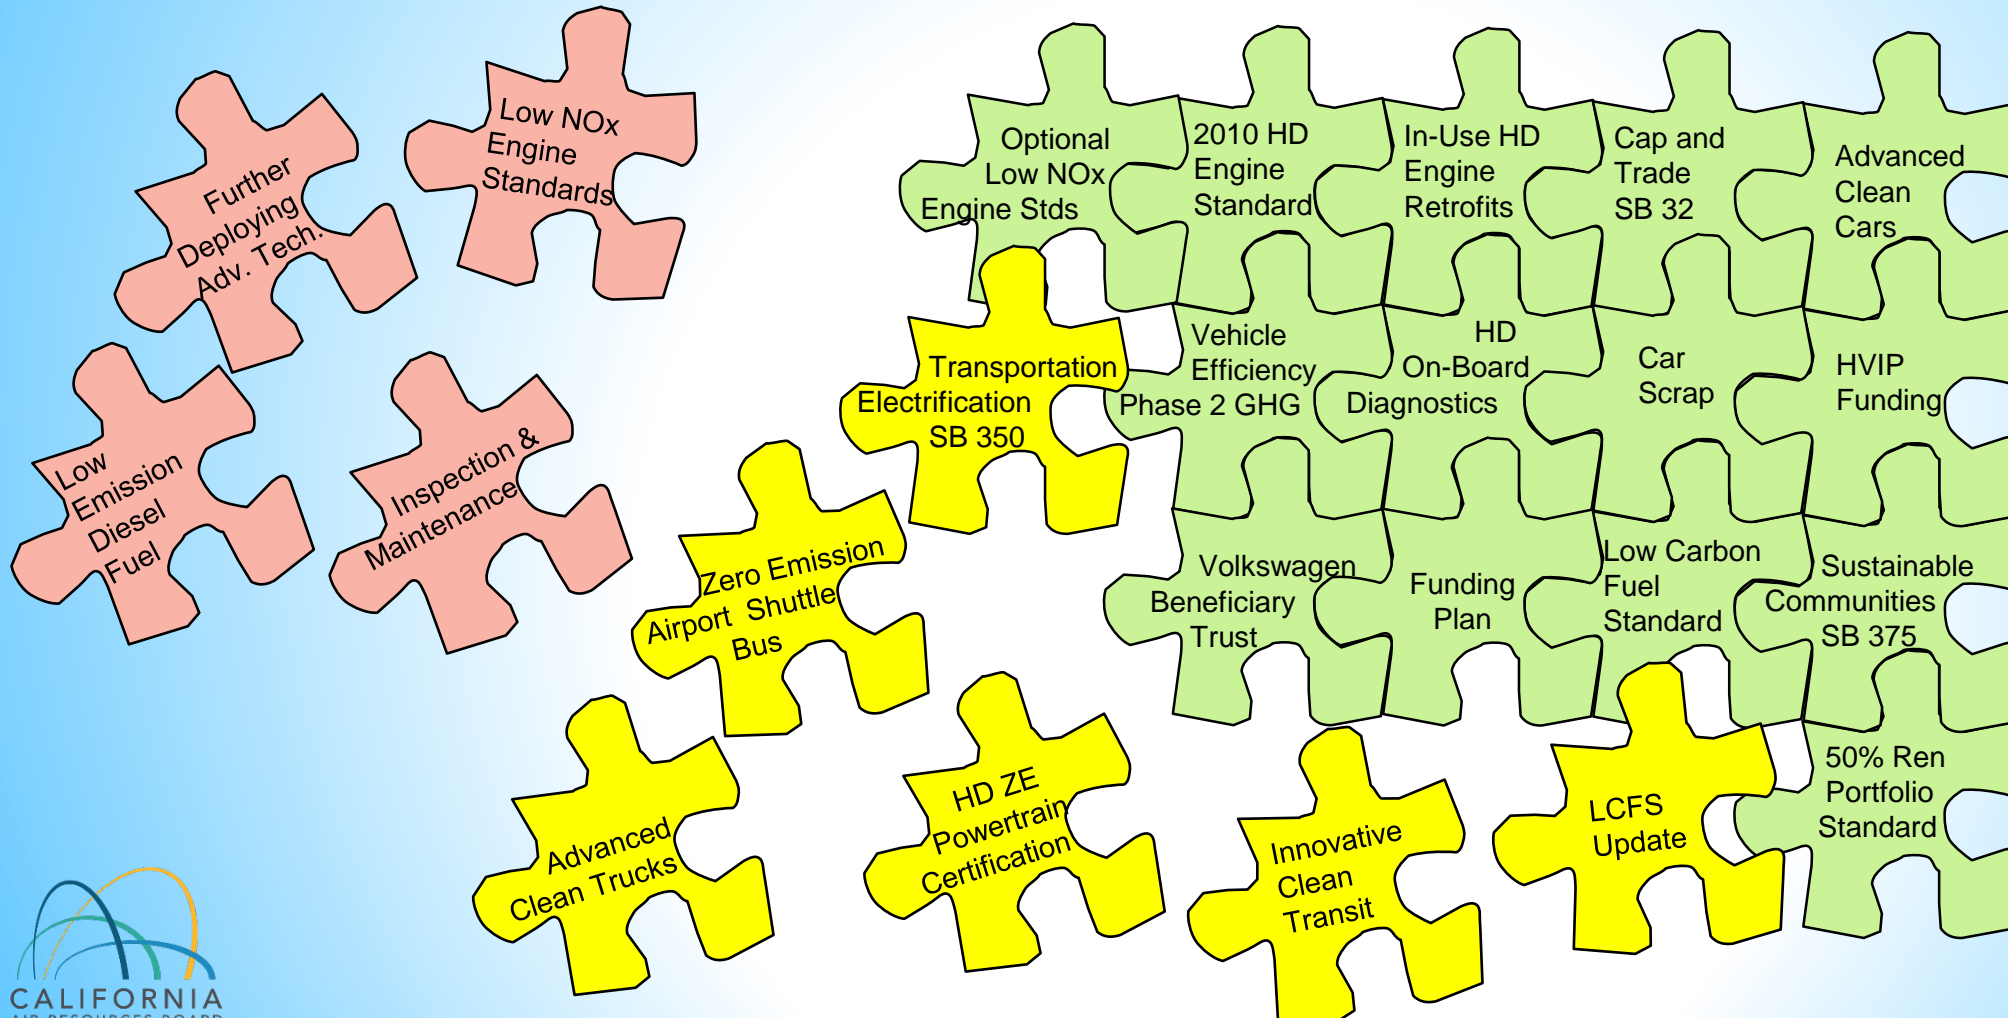 Further
Deploying
Adv. Tech.
Low NOx
Engine
Standards
Low
Emission
Diesel
Fuel
Inspection &
Maintenance
Optional
Low NOx
Engine Stds
2010 HD
Engine
Standard
In-Use HD
Engine
Retrofits
Cap and
Trade
SB 32
Advanced
Clean
Cars
Transportation
Electrification
SB 350
Vehicle
Efficiency
Phase 2 GHG
HD
On-Board
Diagnostics
Car
Scrap
HVIP
Funding
Zero Emission
Airport Shuttle
Bus
Volkswagen
Beneficiary
Trust
Funding
Plan
Low Carbon
Fuel
Standard
Sustainable
Communities
SB 375
Advanced
Clean Trucks
HD ZE
Powertrain
Certification
Innovative
Clean
Transit
LCFS
Update
50% Ren
Portfolio
Standard
CALIFORNIA
AIR RESOURCES BOARD